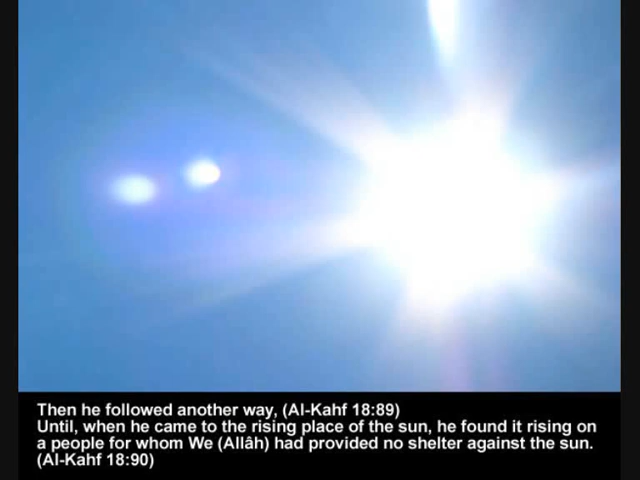 Then he followed another way, (Al-Kahf 18:89)
Until, when he came to the rising place of the sun, he found it rising on
a people for whom We (Allâh) had provided no shelter against the sun.
(Al-Kahf 18:90)